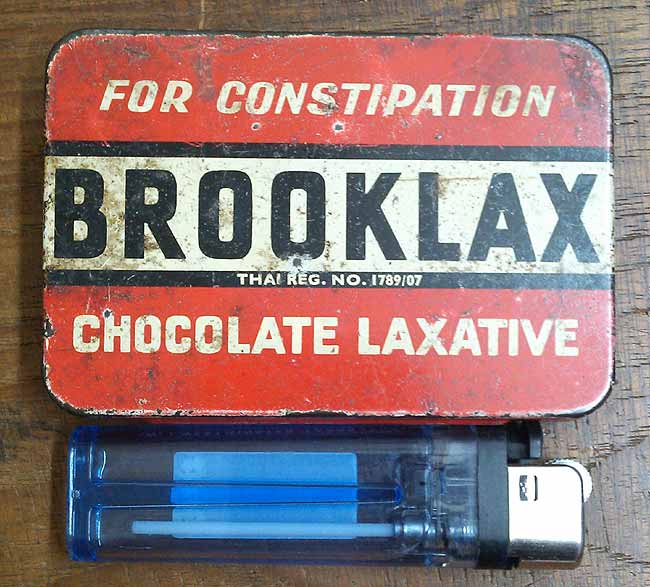 FOR CONSTIPATION
BROOKLAX
THAI REG. NO. 1789/07
CHOCOLATE LAXATIVE